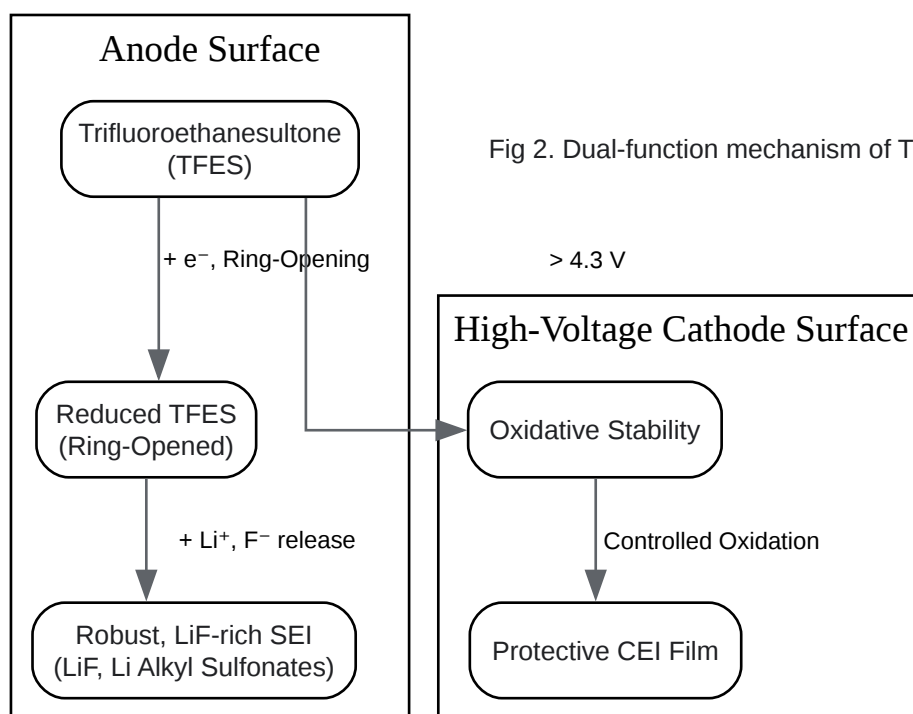 Anode Surface
Trifluoroethanesultone
(TFES)
Fig 2. Dual-function mechanism of T
+ e⁻, Ring-Opening
> 4.3 V
High-Voltage Cathode Surface
Reduced TFES
(Ring-Opened)
Oxidative Stability
+ Li⁺, F⁻ release
Controlled Oxidation
Robust, LiF-rich SEI
(LiF, Li Alkyl Sulfonates)
Protective CEI Film